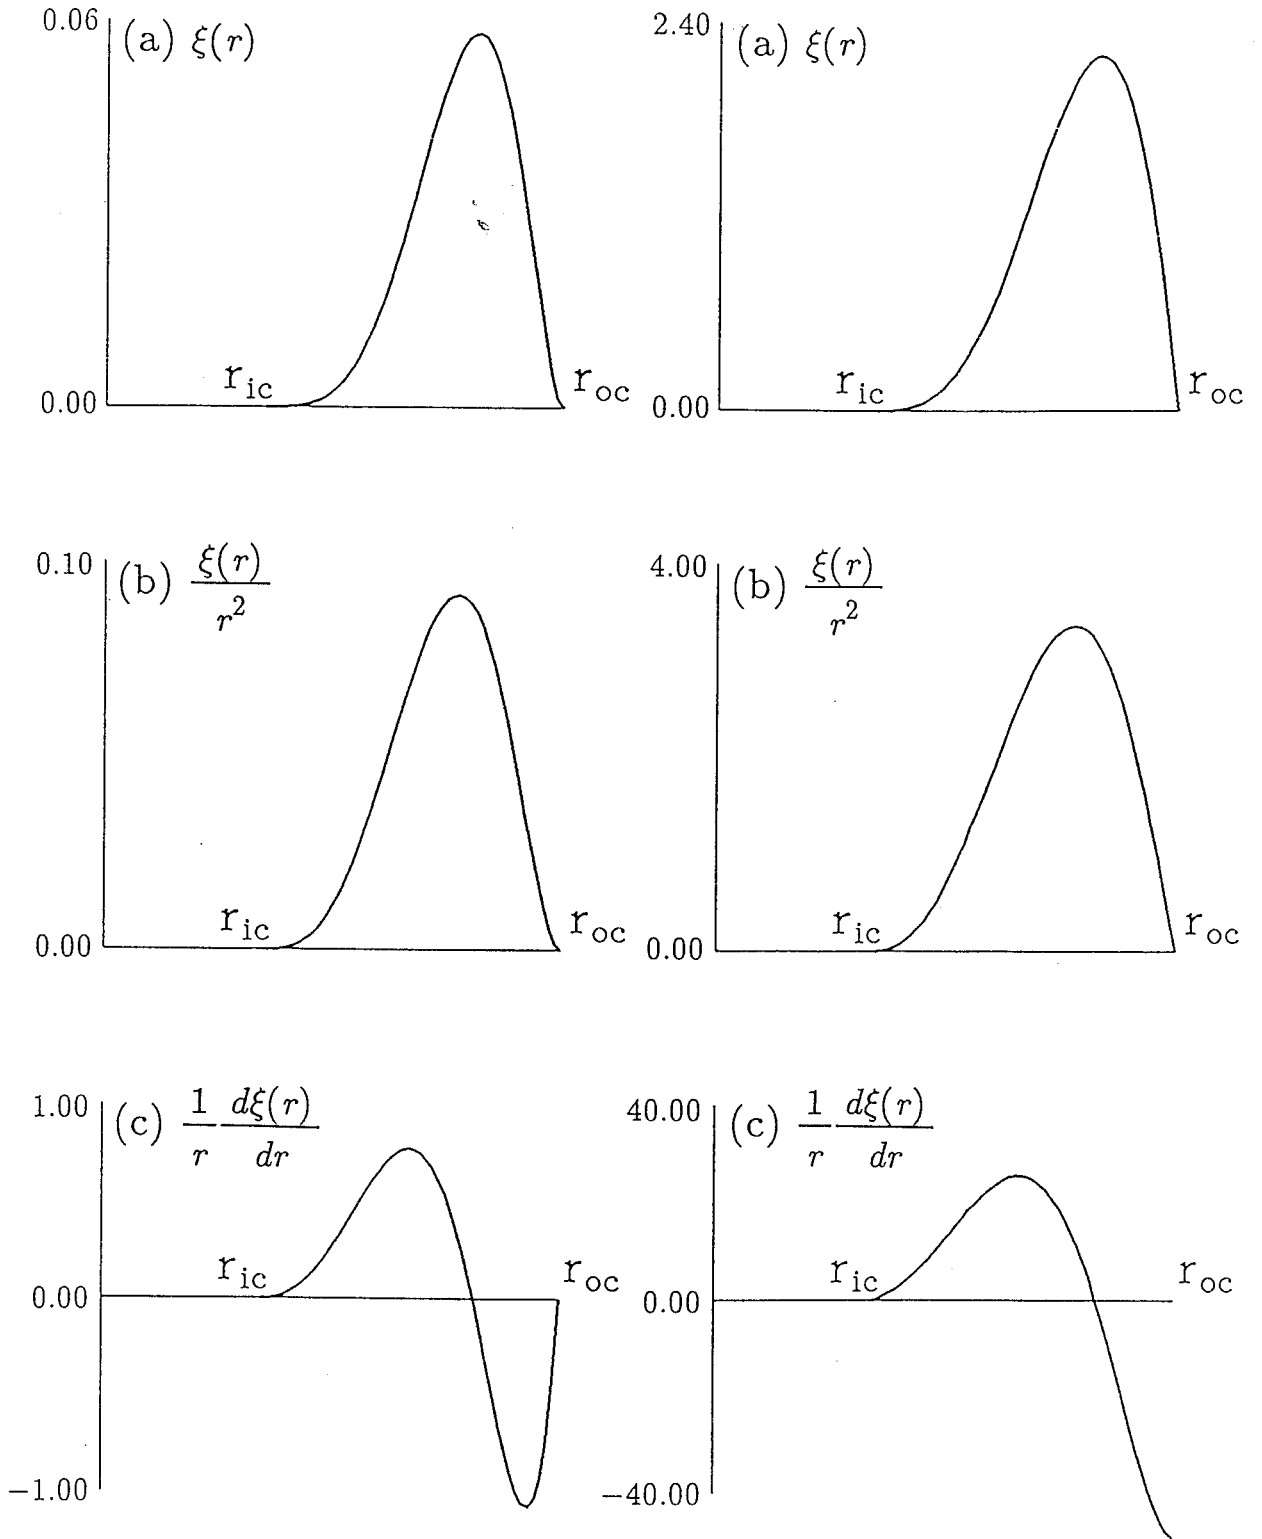 0.06
(a) ξ(r)
r_ic
r_oc
0.00
2.40
(a) ξ(r)
r_ic
r_oc
0.00
0.10
(b) ξ(r)/r²
r_ic
r_oc
0.00
4.00
(b) ξ(r)/r²
r_ic
r_oc
0.00
1.00
(c) 1/r dξ(r)/dr
r_ic
r_oc
0.00
−1.00
40.00
(c) 1/r dξ(r)/dr
r_ic
r_oc
0.00
−40.00